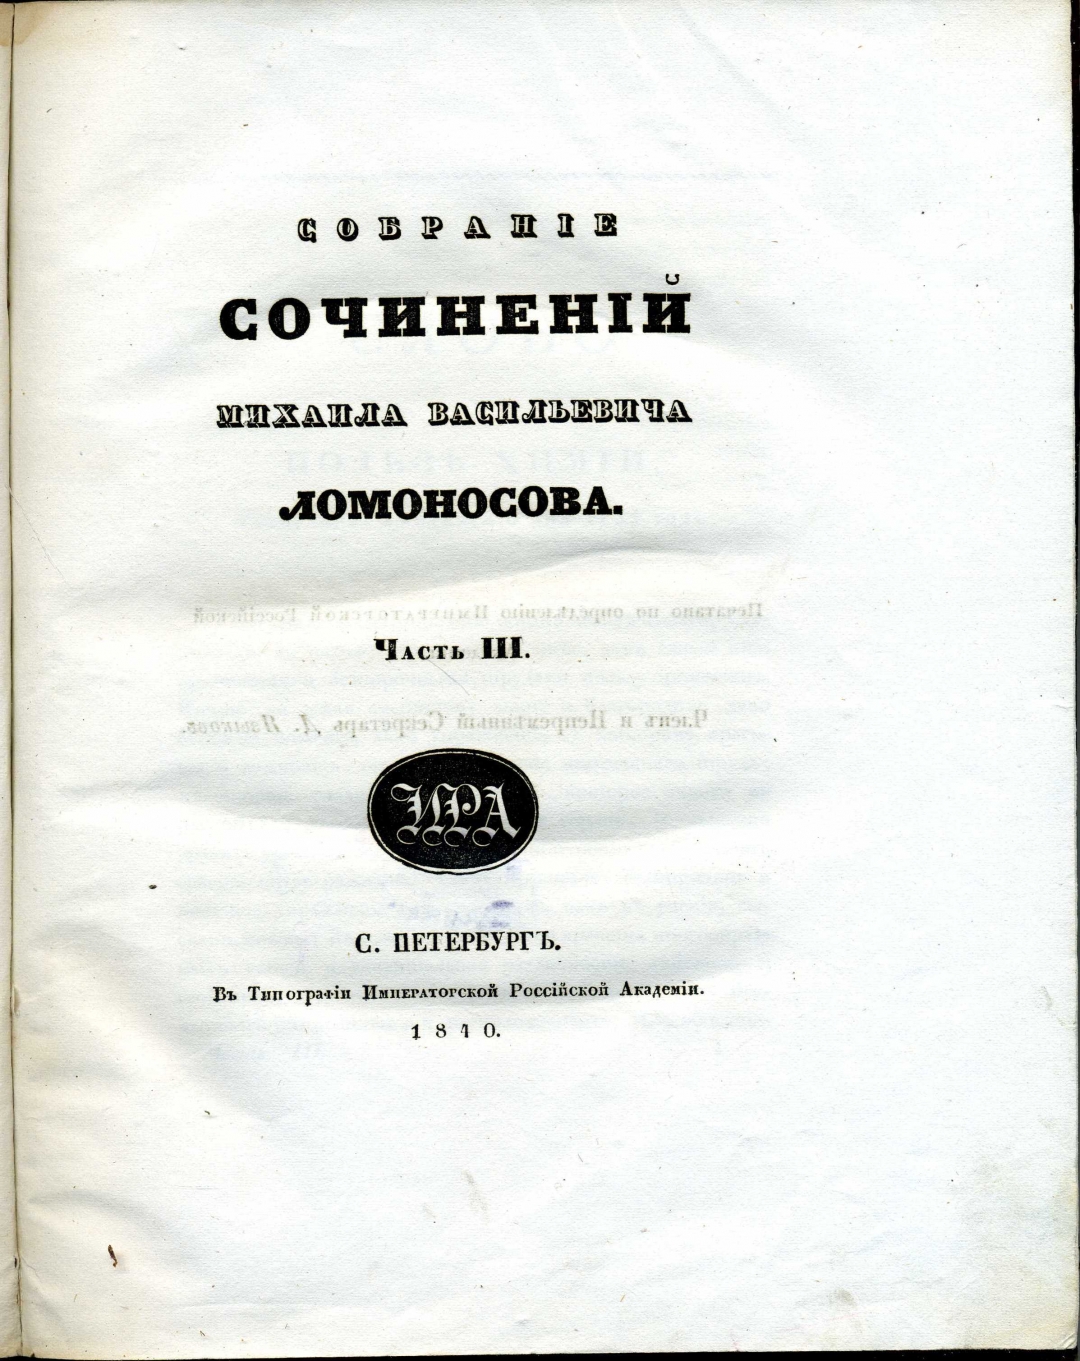 СОБРАНІЕ
СОЧИНЕНІЙ
МИХАИЛА ВАСИЛЬЕВИЧА
ЛОМОНОСОВА.
Часть III.
ИРА
С. ПЕТЕРБУРГЪ.
Въ Типографіи Императорской Россійской Академіи.
1840.